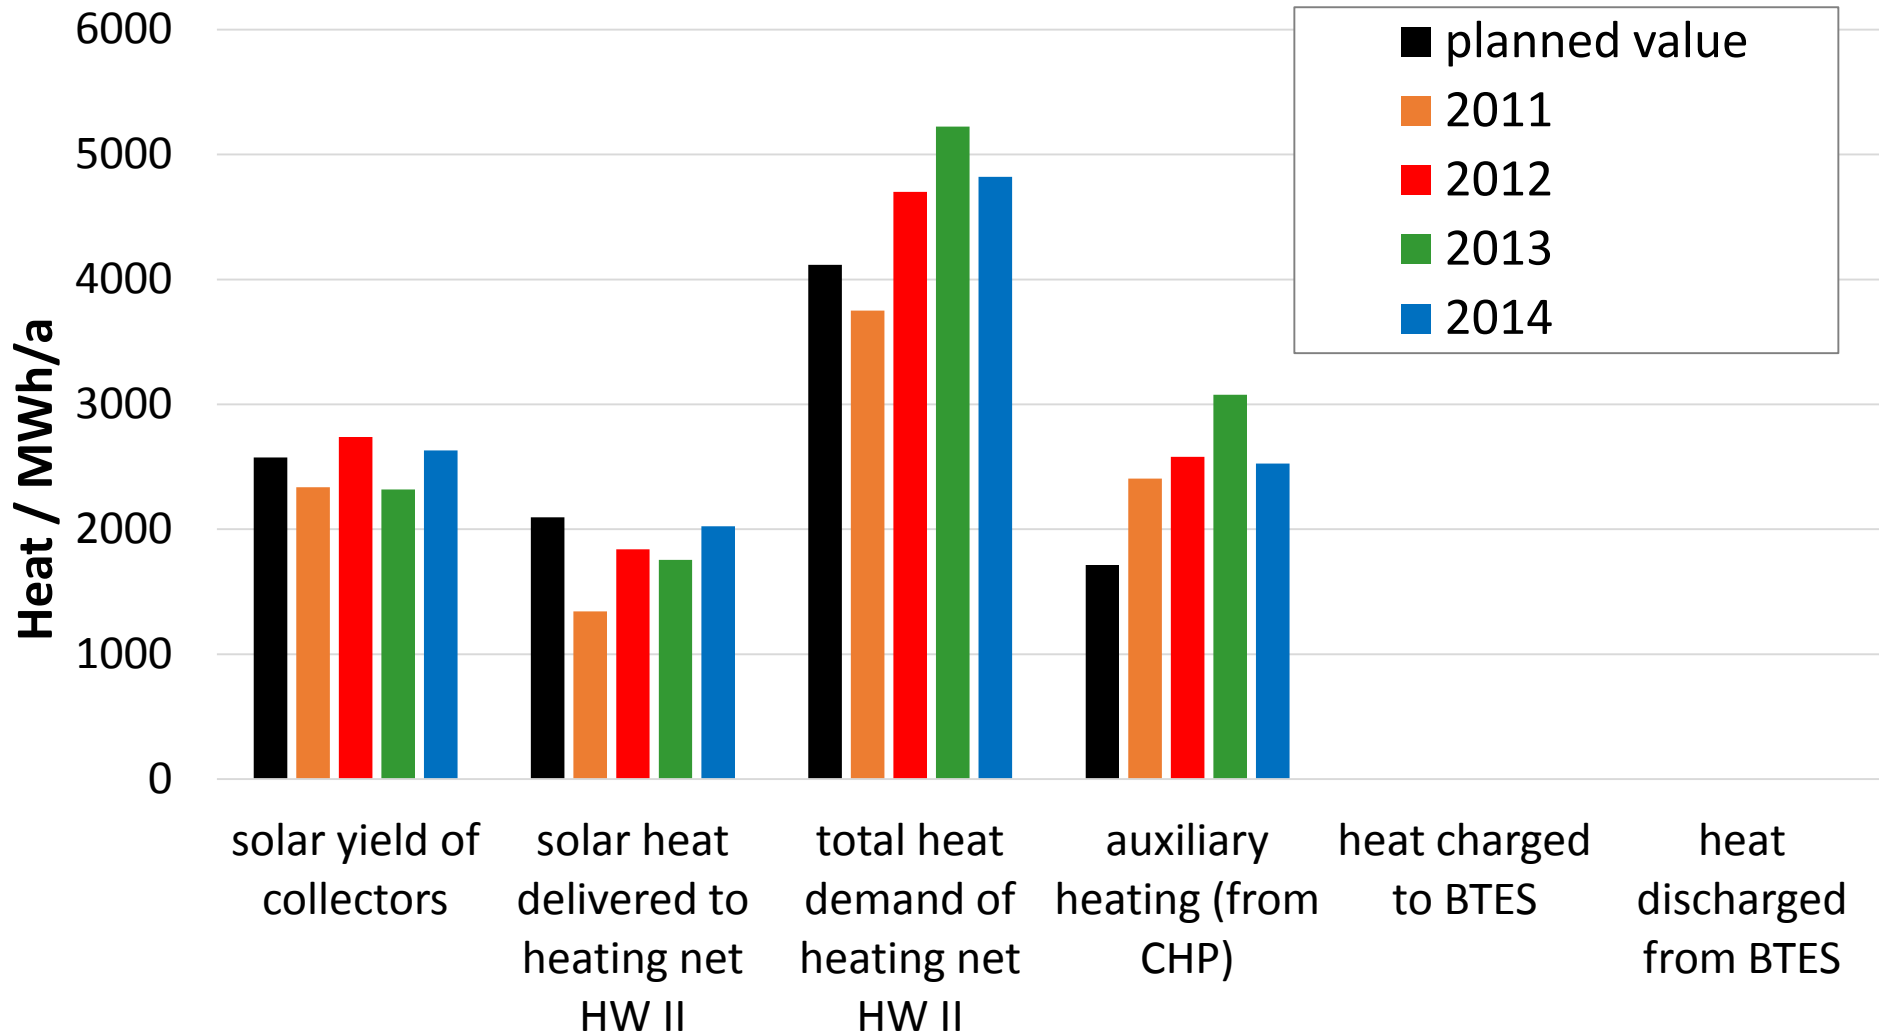 6000
5000
4000
3000
2000
1000
0
Heat / MWh/a
planned value
2011
2012
2013
2014
solar yield of
collectors
solar heat
delivered to
heating net
HW II
total heat
demand of
heating net
HW II
auxiliary
heating (from
CHP)
heat charged
to BTES
heat
discharged
from BTES